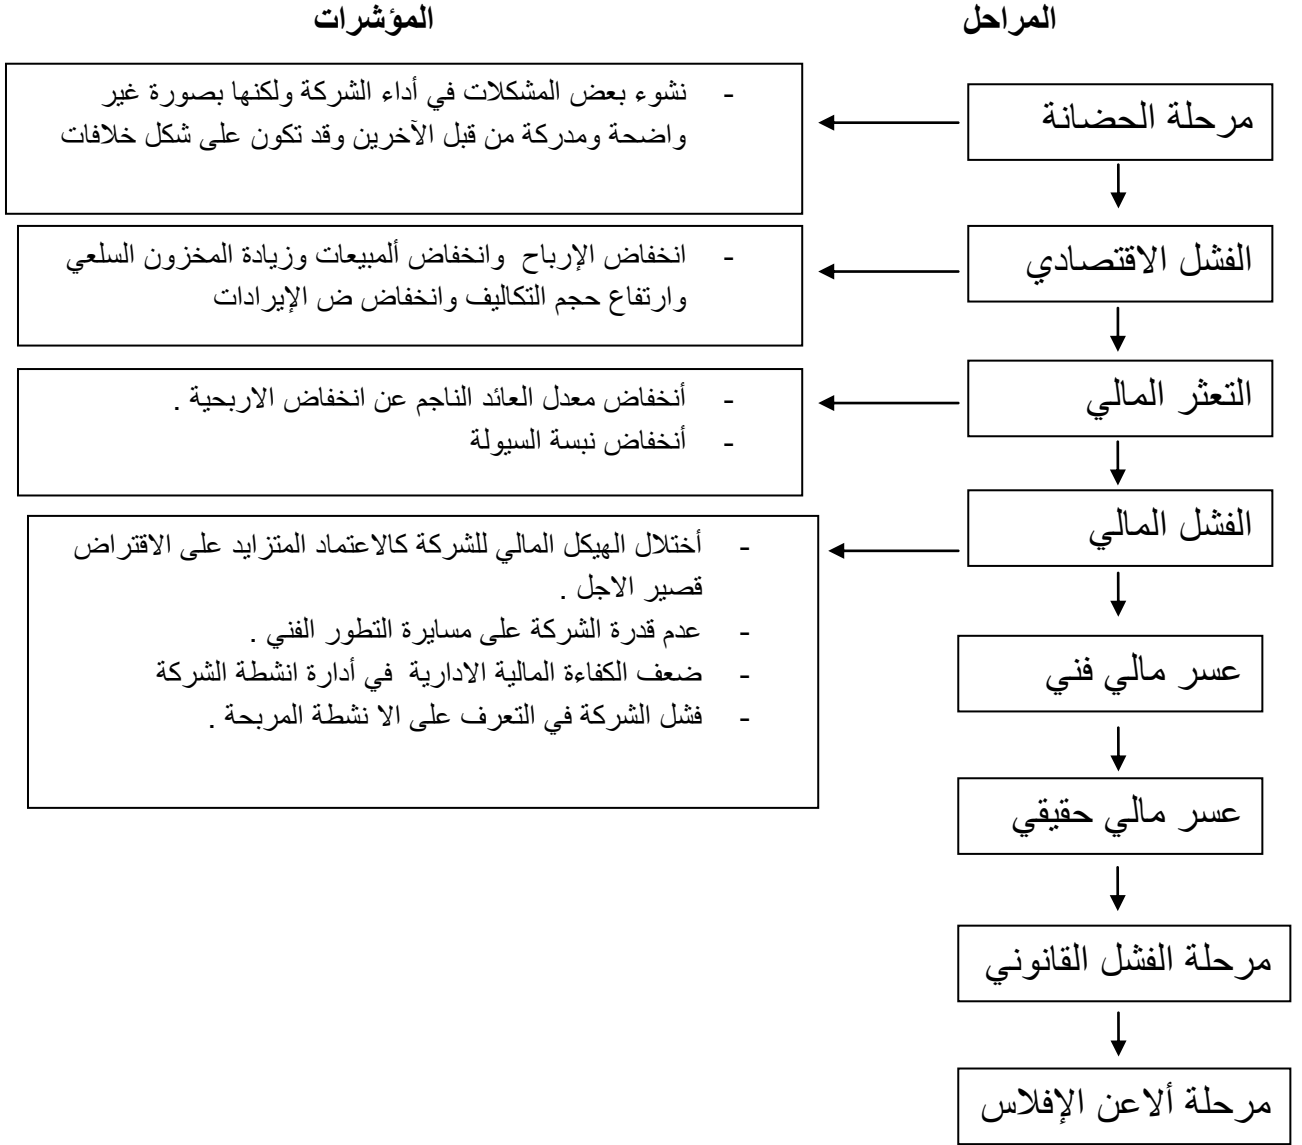 المراحل
المؤشرات
مرحلة الحضانة
- نشوء بعض المشكلات في أداء الشركة ولكنها بصورة غير
واضحة ومدركة من قبل الآخرين وقد تكون على شكل خلافات
الفشل الاقتصادي
- انخفاض الإرباح وانخفاض ألمبيعات وزيادة المخزون السلعي
وارتفاع حجم التكاليف وانخفاض ض الإيرادات
التعثر المالي
- أنخفاض معدل العائد الناجم عن انخفاض الاربحية .
- أنخفاض نبسة السيولة
الفشل المالي
- أختلال الهيكل المالي للشركة كالاعتماد المتزايد على الاقتراض
قصير الاجل .
- عدم قدرة الشركة على مسايرة التطور الفني .
- ضعف الكفاءة المالية الادارية في أدارة انشطة الشركة
- فشل الشركة في التعرف على الا نشطة المربحة .
عسر مالي فني
عسر مالي حقيقي
مرحلة الفشل القانوني
مرحلة ألاعن الإفلاس